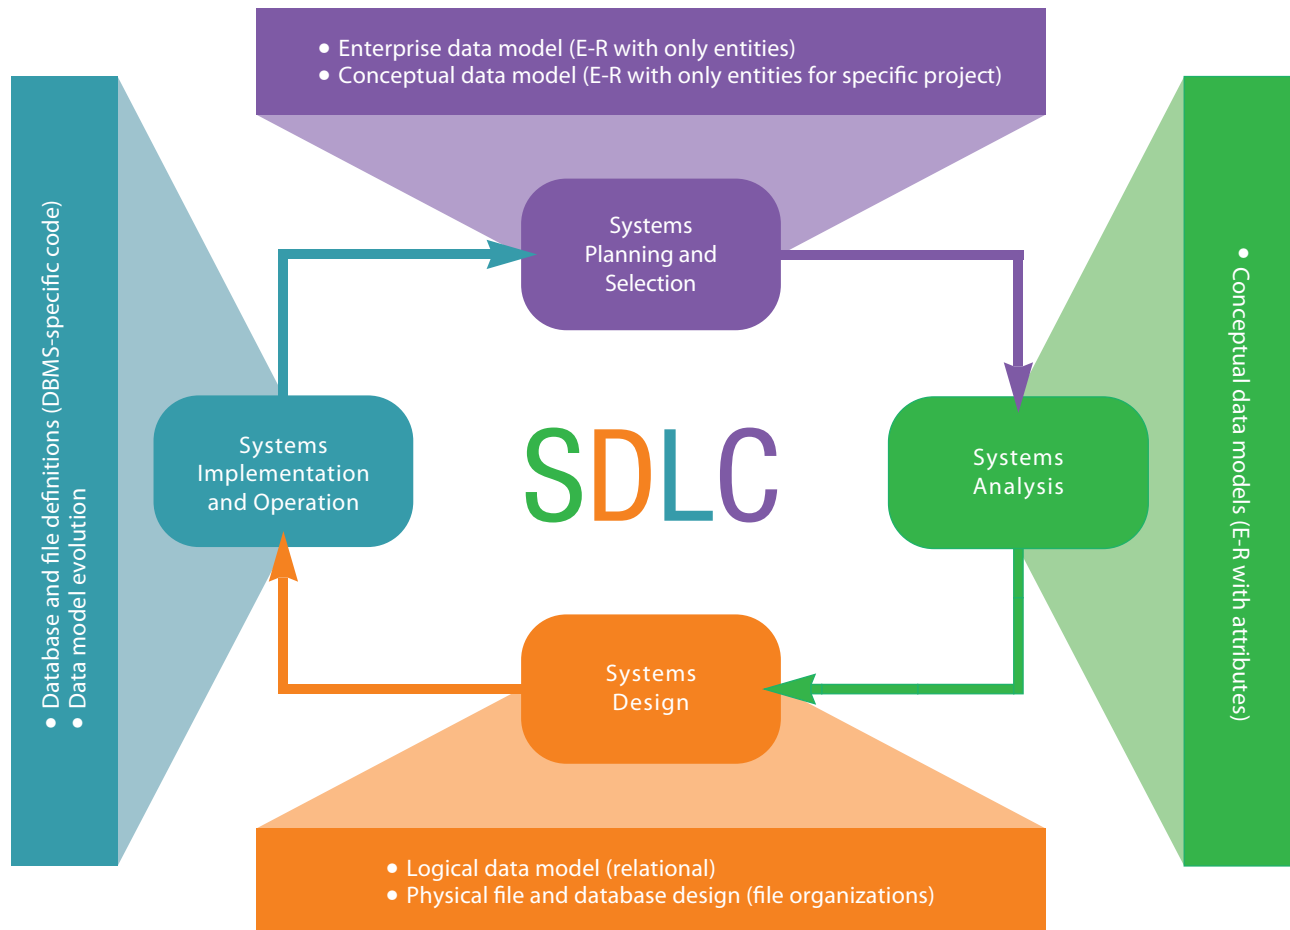 • Enterprise data model (E-R with only entities)
• Conceptual data model (E-R with only entities for specific project)
Systems
Planning and
Selection
• Database and file definitions (DBMS-specific code)
• Data model evolution
Systems
Implementation
and Operation
SDLC
Systems
Analysis
• Conceptual data models (E-R with attributes)
Systems
Design
• Logical data model (relational)
• Physical file and database design (file organizations)